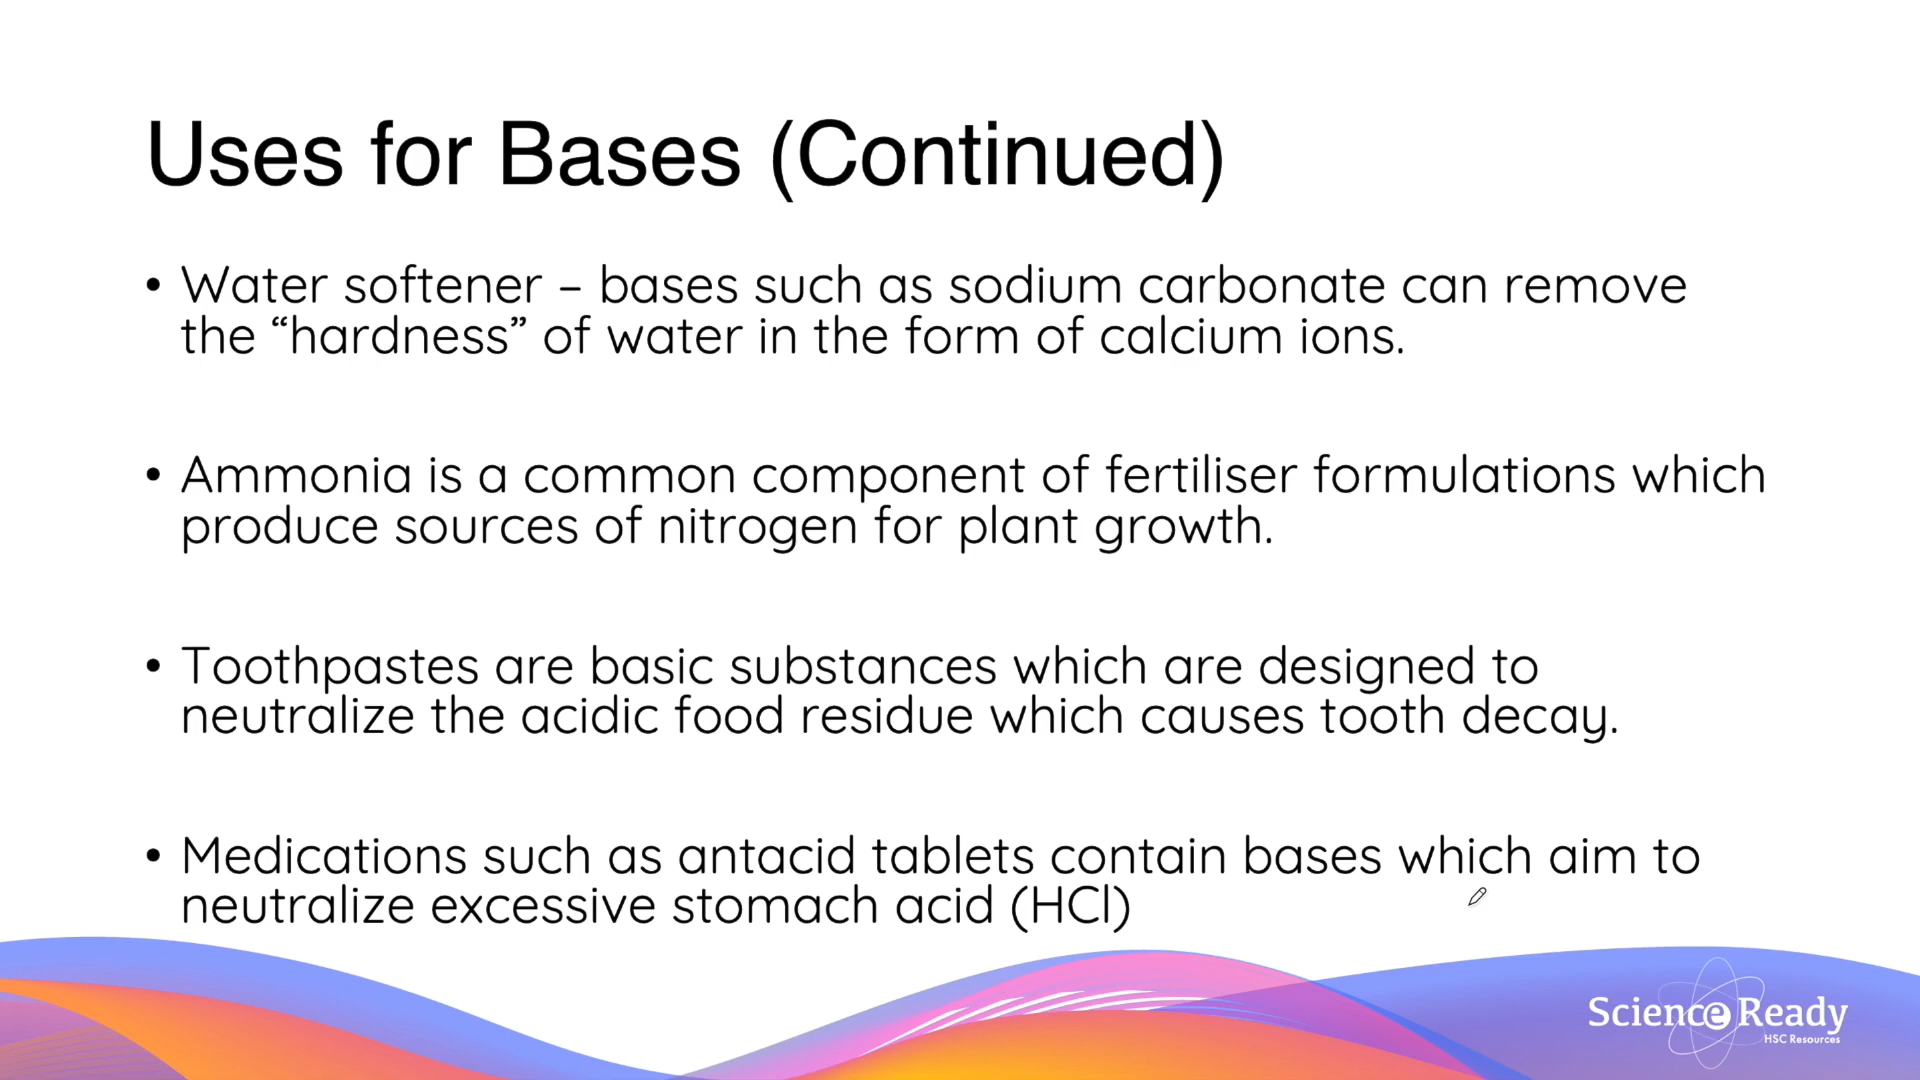 Uses for Bases (Continued)
• Water softener – bases such as sodium carbonate can remove
the “hardness” of water in the form of calcium ions.
• Ammonia is a common component of fertiliser formulations which
produce sources of nitrogen for plant growth.
• Toothpastes are basic substances which are designed to
neutralize the acidic food residue which causes tooth decay.
• Medications such as antacid tablets contain bases which aim to
neutralize excessive stomach acid (HCl)
Science Ready
HSC Resources